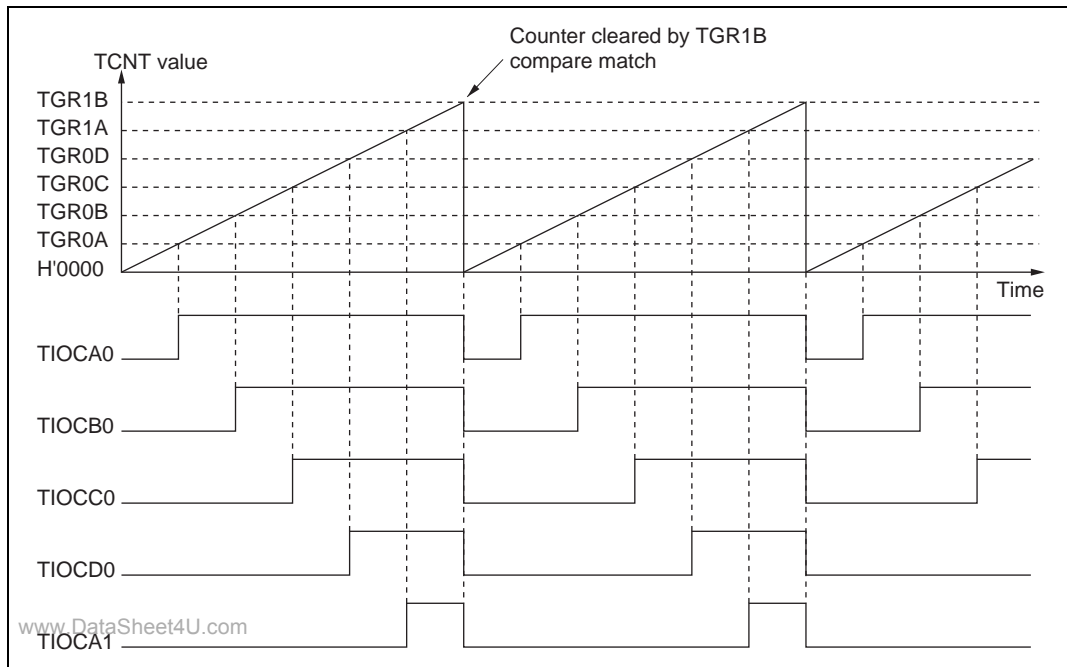 Counter cleared by TGR1B
compare match
TCNT value
TGR1B
TGR1A
TGR0D
TGR0C
TGR0B
TGR0A
H'0000
Time
TIOCA0
TIOCB0
TIOCC0
TIOCD0
www.DataSheet4U.com
TIOCA1